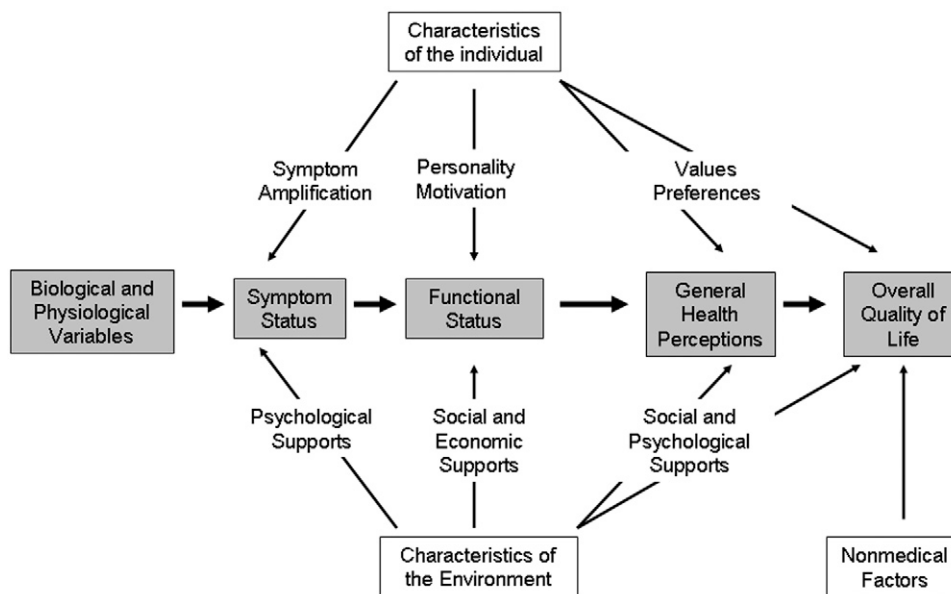 Characteristics
of the individual
Symptom
Amplification
Personality
Motivation
Values
Preferences
Biological and
Physiological
Variables
Symptom
Status
Functional
Status
General
Health
Perceptions
Overall
Quality of
Life
Psychological
Supports
Social and
Economic
Supports
Social and
Psychological
Supports
Characteristics of
the Environment
Nonmedical
Factors